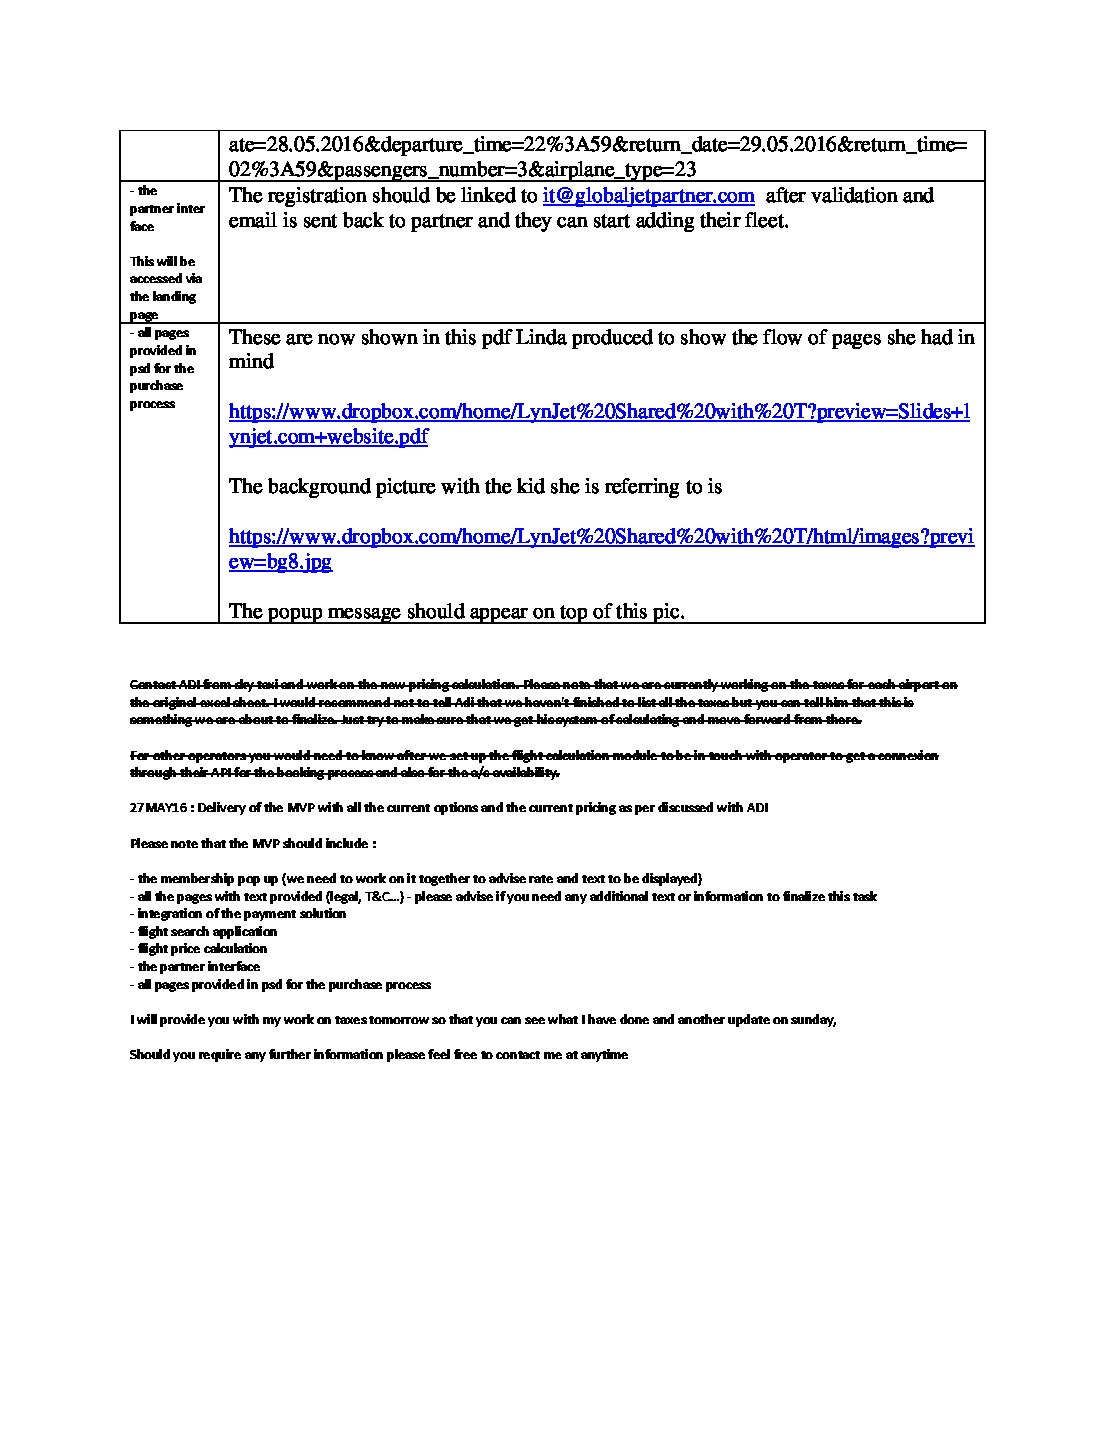 ate=28.05.2016&departure_time=22%3A59&return_date=29.05.2016&return_time=
02%3A59&passengers_number=3&airplane_type=23
- the
partner inter
face
This will be
accessed via
the landing
page
The registration should be linked to it@globaljetpartner.com  after validation and
email is sent back to partner and they can start adding their fleet.
- all pages
provided in
psd for the
purchase
process
These are now shown in this pdf Linda produced to show the flow of pages she had in
mind
https://www.dropbox.com/home/LynJet%20Shared%20with%20T?preview=Slides+l
ynjet.com+website.pdf
The background picture with the kid she is referring to is
https://www.dropbox.com/home/LynJet%20Shared%20with%20T/html/images?previ
ew=bg8.jpg
The popup message should appear on top of this pic.
Contact ADI from sky taxi and work on the new pricing calculation. Please note that we are currently working on the taxes for each airport on
the original excel sheet. I would recommend not to tell Adi that we haven't finished to list all the taxes but you can tell him that this is
something we are about to finalize. Just try to make sure that we get his system of calculating and move forward from there.
For other operators you would need to know after we set up the flight calculation module to be in touch with operator to get a connexion
through their API for the booking process and also for the a/c availability.
27MAY16 : Delivery of the MVP with all the current options and the current pricing as per discussed with ADI
Please note that the MVP should include :
- the membership pop up (we need to work on it together to advise rate and text to be displayed)
- all the pages with text provided (legal, T&C...) - please advise if you need any additional text or information to finalize this task
- integration of the payment solution
- flight search application
- flight price calculation
- the partner interface
- all pages provided in psd for the purchase process
I will provide you with my work on taxes tomorrow so that you can see what I have done and another update on sunday,
Should you require any further information please feel free to contact me at anytime